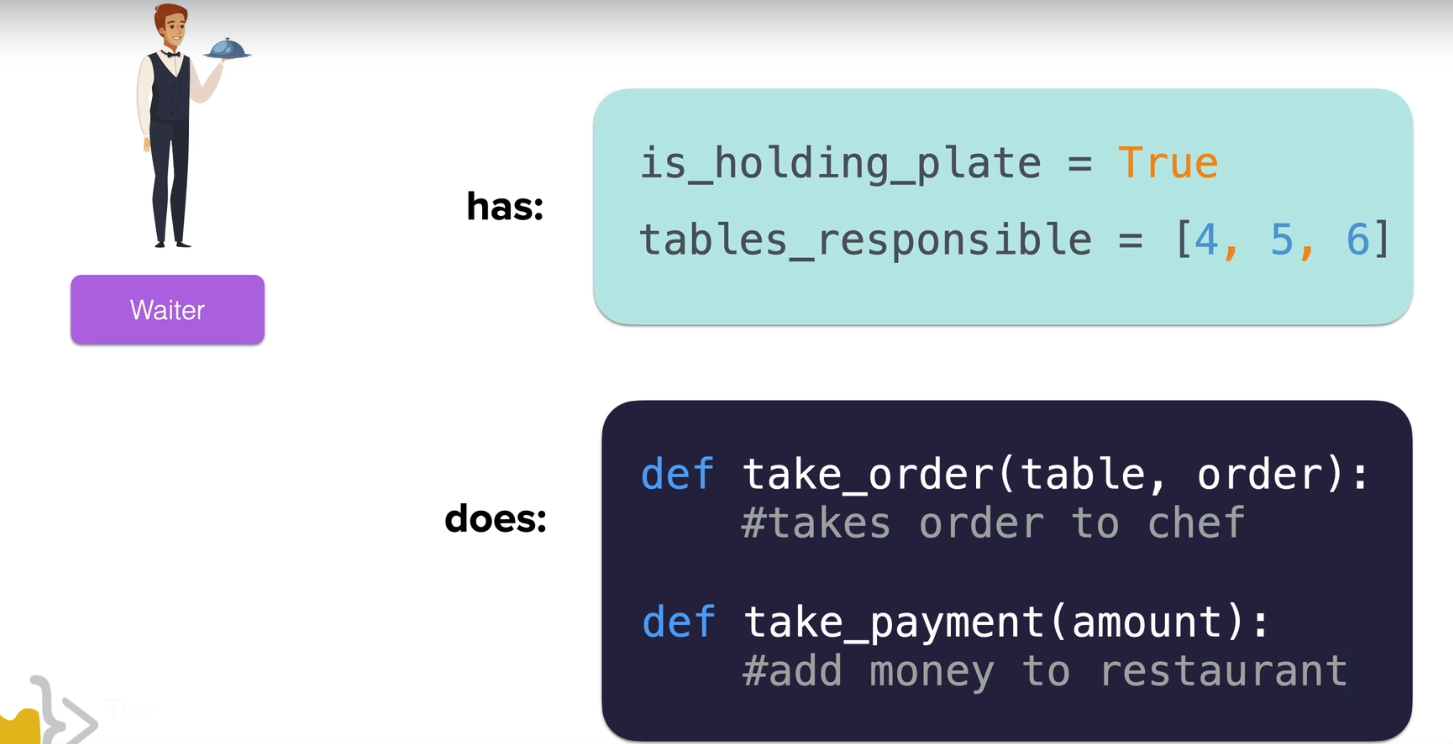 Waiter
has:
is_holding_plate = True
tables_responsible = [4, 5, 6]
does:
def take_order(table, order):
    #takes order to chef
def take_payment(amount):
    #add money to restaurant
The